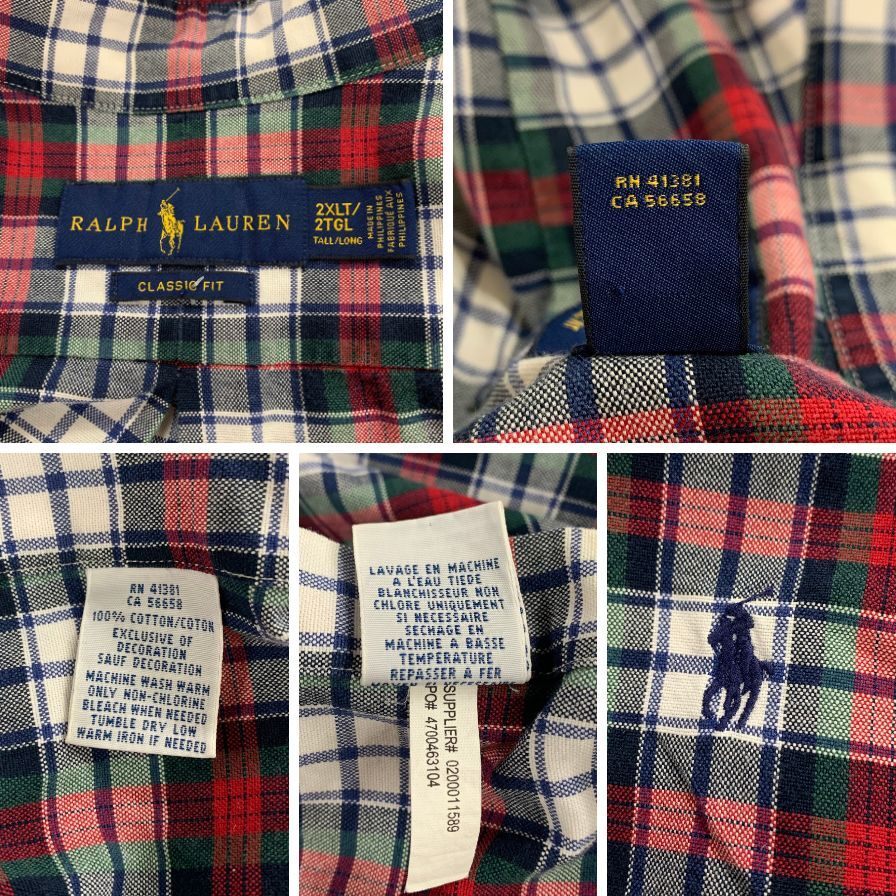 RALPH LAUREN
2XLT/
2TGL
TALL/LONG
MADE IN
PHILIPPINES
FABRIQUÉ AUX
PHILIPPINES
CLASSIC FIT
RN 41381
CA 56658
RN 41381
CA 56658
100% COTTON/COTON
EXCLUSIVE OF
DECORATION
SAUF DECORATION
MACHINE WASH WARM
ONLY NON-CHLORINE
BLEACH WHEN NEEDED
TUMBLE DRY LOW
WARM IRON IF NEEDED
LAVAGE EN MACHINE
A L'EAU TIEDE
BLANCHISSEUR NON
CHLORE UNIQUEMENT
SI NECESSAIRE
SECHAGE EN
MACHINE A BASSE
TEMPERATURE
REPASSER A FER
SUPPLIER# 0200011589
PO# 4700463104